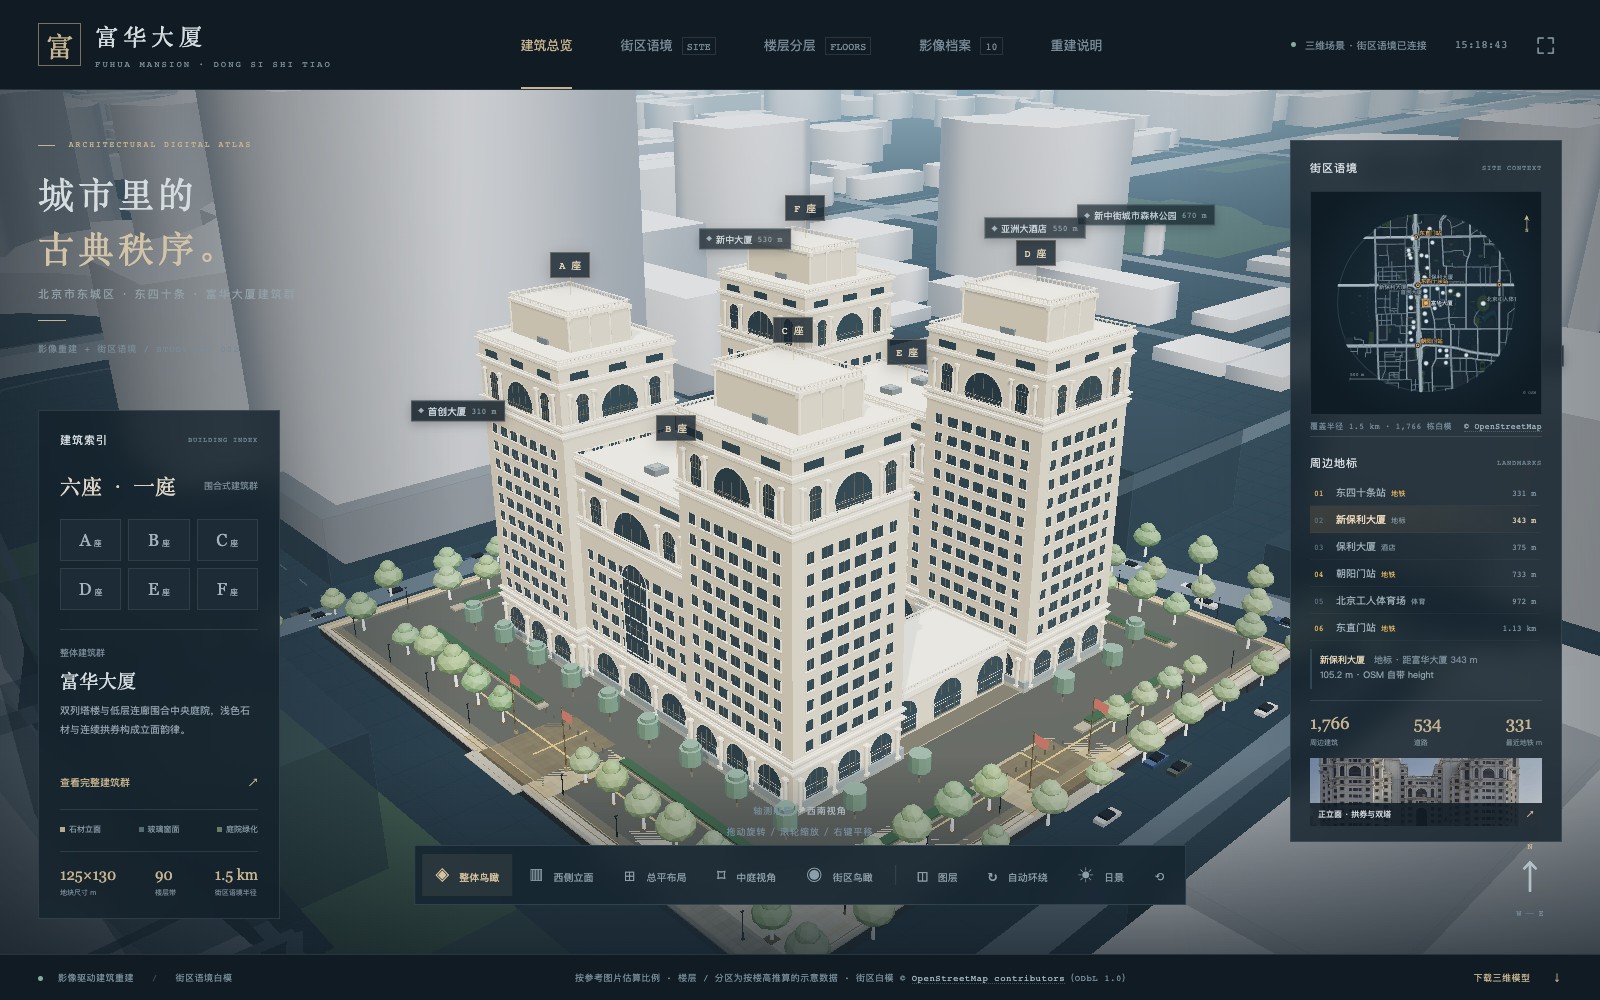 富
富华大厦
FUHUA MANSION · DONG SI SHI TIAO
建筑总览
街区语境 SITE
楼层分层 FLOORS
影像档案 10
重建说明
三维场景 · 街区语境已连接
15:18:43
ARCHITECTURAL DIGITAL ATLAS
城市里的
古典秩序。
北京市东城区 · 东四十条 · 富华大厦建筑群
影像重建 + 街区语境 /
建筑索引 BUILDING INDEX
六座 · 一庭 围合式建筑群
A座 B座 C座
D座 E座 F座
整体建筑群
富华大厦
双列塔楼与低层连廊围合中央庭院，浅色石
材与连续拱券构成立面韵律。
查看完整建筑群 ↗
石材立面 玻璃窗面 庭院绿化
125×130 90 1.5 km
地块尺寸 m 楼层带 街区语境半径
F 座
新中大厦 530 m
A 座
亚洲大酒店 550 m
新中街城市森林公园 670 m
D 座
C 座
E 座
首创大厦 310 m
B 座
西南视角
拖动旋转 / 滚轮缩放 / 右键平移
整体鸟瞰
西侧立面
总平布局
中庭视角
街区鸟瞰
图层
自动环绕
日景
街区语境 SITE CONTEXT
东直门站
富华大厦
朝阳门站
覆盖半径 1.5 km · 1,766 栋白模 © OpenStreetMap
周边地标 LANDMARKS
01 东四十条站 地铁 331 m
02 新保利大厦 地标 343 m
03 保利大厦 酒店 375 m
04 朝阳门站 地铁 733 m
05 北京工人体育场 体育 972 m
06 东直门站 地铁 1.13 km
新保利大厦 地标 · 距富华大厦 343 m
105.2 m · OSM 自带 height
1,766 534 331
周边建筑 道路 最近地铁 m
正立面 · 拱券与双塔 ↗
N
W — E
影像驱动建筑重建 / 街区语境白模
按参考图片估算比例 · 楼层 / 分区为按楼高推算的示意数据 · 街区白模 © OpenStreetMap contributors (ODbL 1.0)
下载三维模型 ↓